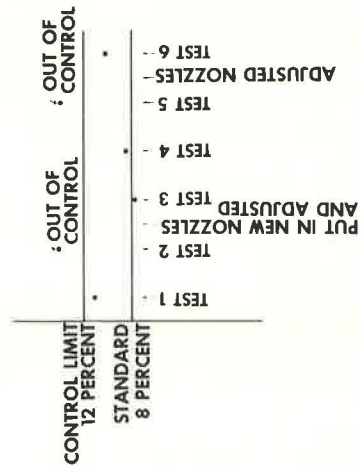 CONTROL LIMIT
12 PERCENT
STANDARD
8 PERCENT
OUT OF
CONTROL
OUT OF
CONTROL
TEST 1
TEST 2
PUT IN NEW NOZZLES
AND ADJUSTED
TEST 3
TEST 4
TEST 5
ADJUSTED NOZZLES
TEST 6